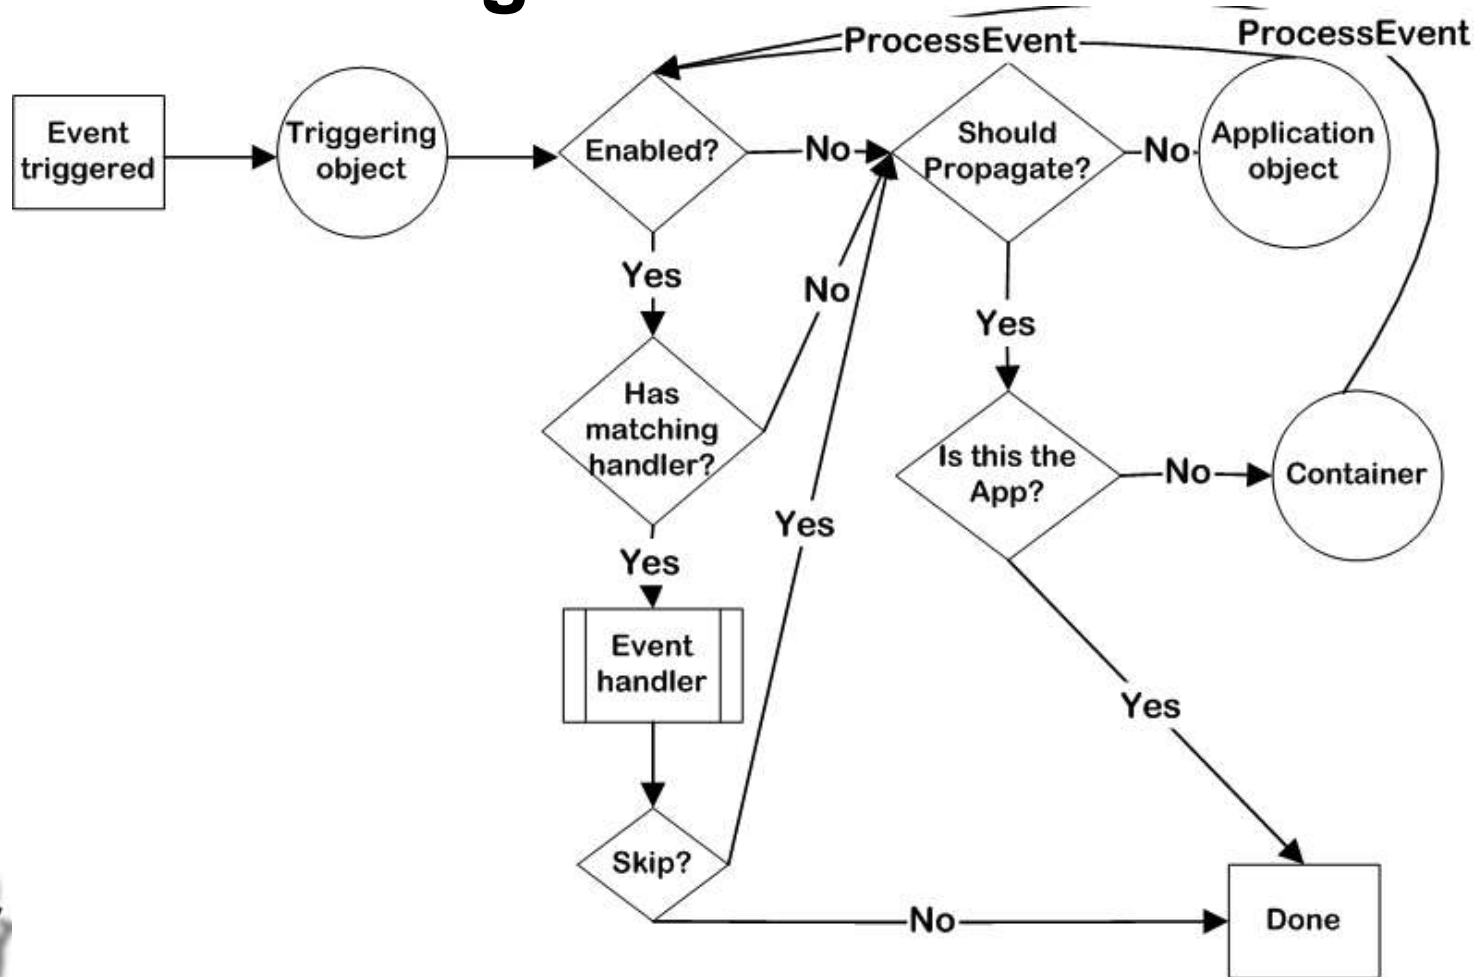 ProcessEvent
ProcessEvent
Event
triggered
Triggering
object
Enabled?
No
Should
Propagate?
No
Application
object
Yes
No
Yes
Has
matching
handler?
Is this the
App?
No
Container
Yes
Yes
Event
handler
Yes
Skip?
No
Done